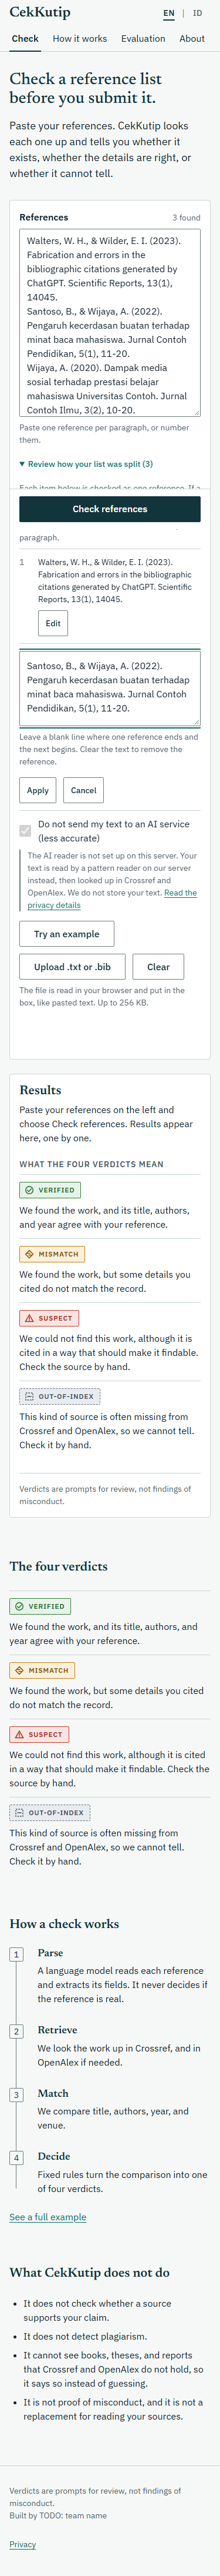 CekKutip
EN | ID
Check How it works Evaluation About
Check a reference list
before you submit it.
Paste your references. CekKutip looks
each one up and tells you whether it
exists, whether the details are right, or
whether it cannot tell.
References 3 found
Walters, W. H., & Wilder, E. I. (2023).
Fabrication and errors in the
bibliographic citations generated by
ChatGPT. Scientific Reports, 13(1),
14045.
Santoso, B., & Wijaya, A. (2022).
Pengaruh kecerdasan buatan terhadap
minat baca mahasiswa. Jurnal Contoh
Pendidikan, 5(1), 11-20.
Wijaya, A. (2020). Dampak media
sosial terhadap prestasi belajar
mahasiswa Universitas Contoh. Jurnal
Contoh Ilmu, 3(2), 10-20.
Paste one reference per paragraph, or number
them.
Review how your list was split (3)
Each item below is checked as one reference. If a
Check references
paragraph.
1 Walters, W. H., & Wilder, E. I. (2023).
Fabrication and errors in the bibliographic
citations generated by ChatGPT. Scientific
Reports, 13(1), 14045.
Edit
Santoso, B., & Wijaya, A. (2022).
Pengaruh kecerdasan buatan terhadap
minat baca mahasiswa. Jurnal Contoh
Pendidikan, 5(1), 11-20.
Leave a blank line where one reference ends and
the next begins. Clear the text to remove the
reference.
Apply Cancel
Do not send my text to an AI service
(less accurate)
The AI reader is not set up on this server. Your
text is read by a pattern reader on our server
instead, then looked up in Crossref and
OpenAlex. We do not store your text. Read the
privacy details
Try an example
Upload .txt or .bib Clear
The file is read in your browser and put in the
box, like pasted text. Up to 256 KB.
Results
Paste your references on the left and
choose Check references. Results appear
here, one by one.
WHAT THE FOUR VERDICTS MEAN
VERIFIED
We found the work, and its title, authors,
and year agree with your reference.
MISMATCH
We found the work, but some details you
cited do not match the record.
SUSPECT
We could not find this work, although it is
cited in a way that should make it findable.
Check the source by hand.
OUT-OF-INDEX
This kind of source is often missing from
Crossref and OpenAlex, so we cannot tell.
Check it by hand.
Verdicts are prompts for review, not findings of
misconduct.
The four verdicts
VERIFIED
We found the work, and its title, authors, and
year agree with your reference.
MISMATCH
We found the work, but some details you cited
do not match the record.
SUSPECT
We could not find this work, although it is cited
in a way that should make it findable. Check the
source by hand.
OUT-OF-INDEX
This kind of source is often missing from
Crossref and OpenAlex, so we cannot tell.
Check it by hand.
How a check works
1 Parse
A language model reads each reference
and extracts its fields. It never decides if
the reference is real.
2 Retrieve
We look the work up in Crossref, and in
OpenAlex if needed.
3 Match
We compare title, authors, year, and
venue.
4 Decide
Fixed rules turn the comparison into one
of four verdicts.
See a full example
What CekKutip does not do
• It does not check whether a source
supports your claim.
• It does not detect plagiarism.
• It cannot see books, theses, and reports
that Crossref and OpenAlex do not hold, so
it says so instead of guessing.
• It is not proof of misconduct, and it is not a
replacement for reading your sources.
Verdicts are prompts for review, not findings of
misconduct.
Built by TODO: team name
Privacy